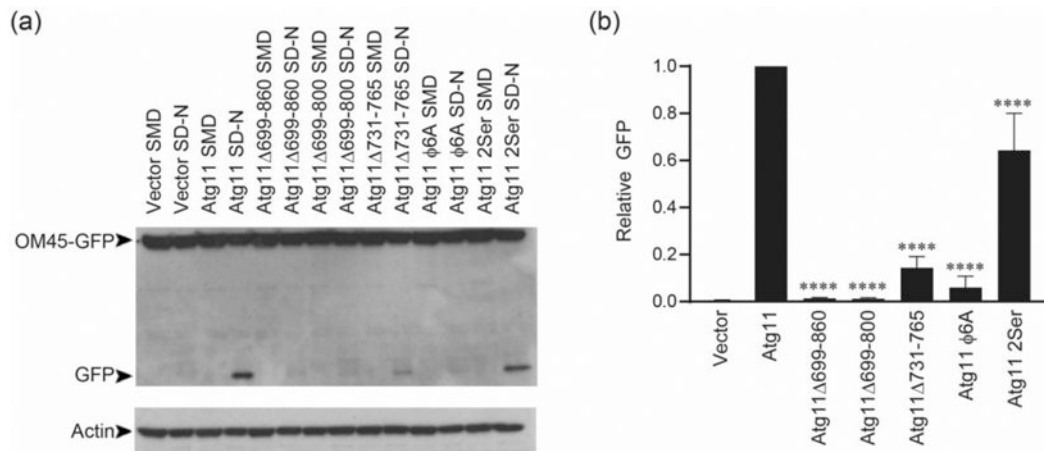 (a)
Vector SMD
Vector SD-N
Atg11 SMD
Atg11 SD-N
Atg11Δ699-860 SMD
Atg11Δ699-860 SD-N
Atg11Δ699-800 SMD
Atg11Δ699-800 SD-N
Atg11Δ731-765 SMD
Atg11Δ731-765 SD-N
Atg11 ϕ6A SMD
Atg11 ϕ6A SD-N
Atg11 2Ser SMD
Atg11 2Ser SD-N
OM45-GFP
GFP
Actin
(b)
Relative GFP
1.0
0.8
0.6
0.4
0.2
0.0
****
****
****
****
****
Vector
Atg11
Atg11Δ699-860
Atg11Δ699-800
Atg11Δ731-765
Atg11 ϕ6A
Atg11 2Ser